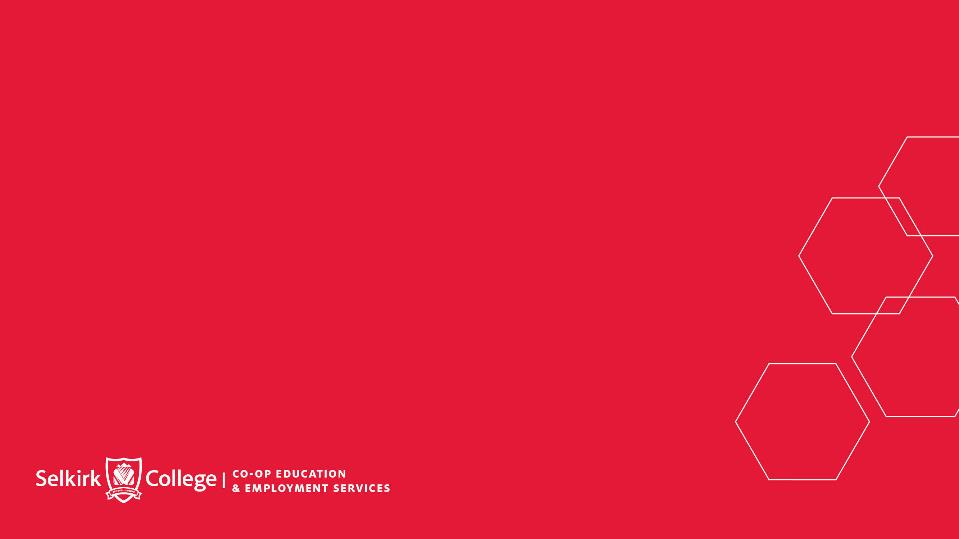 Selkirk College | CO-OP EDUCATION
& EMPLOYMENT SERVICES